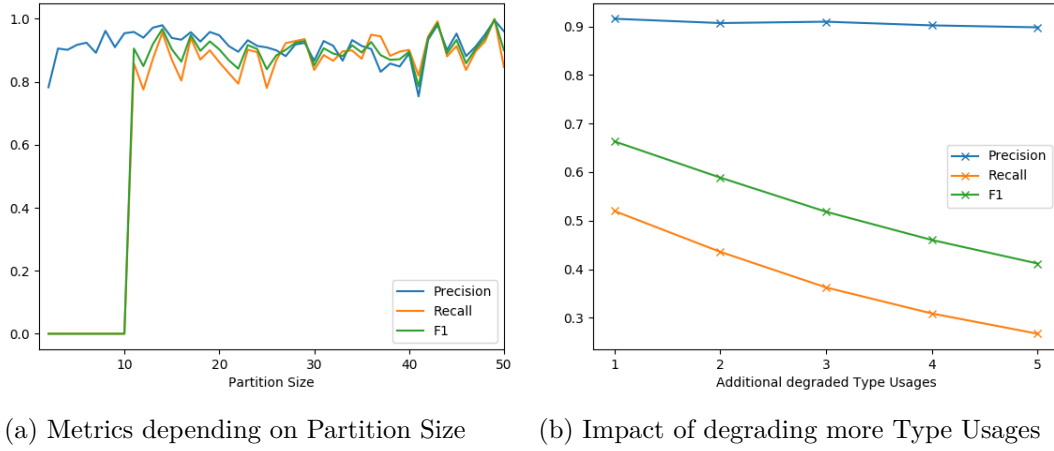 1.0
0.8
0.6
0.4
0.2
0.0
10
20
30
40
50
Partition Size
Precision
Recall
F1
(a) Metrics depending on Partition Size
0.9
0.8
0.7
0.6
0.5
0.4
0.3
1
2
3
4
5
Additional degraded Type Usages
Precision
Recall
F1
(b) Impact of degrading more Type Usages